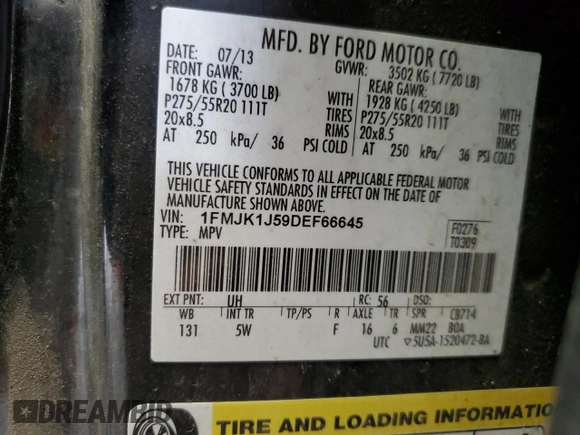 MFD. BY FORD MOTOR CO.
DATE: 07/13 GVWR: 3502 KG ( 7720 LB)
FRONT GAWR: REAR GAWR:
1678 KG ( 3700 LB) 1928 KG ( 4250 LB)
P275/55R20 111T TIRES P275/55R20 111T TIRES
20x8.5 RIMS 20x8.5 RIMS
AT 250 kPa/ 36 PSI COLD AT 250 kPa/ 36 PSI COLD
THIS VEHICLE CONFORMS TO ALL APPLICABLE FEDERAL MOTOR
VEHICLE SAFETY STANDARDS IN EFFECT ON THE DATE OF
MANUFACTURE SHOWN ABOVE.
VIN: 1FMJK1J59DEF66645 F0276
TYPE: MPV T0309
EXT PNT: UH RC: 56 DSO:
WB INT TR TP/PS R AXLE TR SPR CB714
131 5W F 16 6 MM22 BOA
UTC 5U5A-1520472-BA
TIRE AND LOADING INFORMATIO
DREAMBID